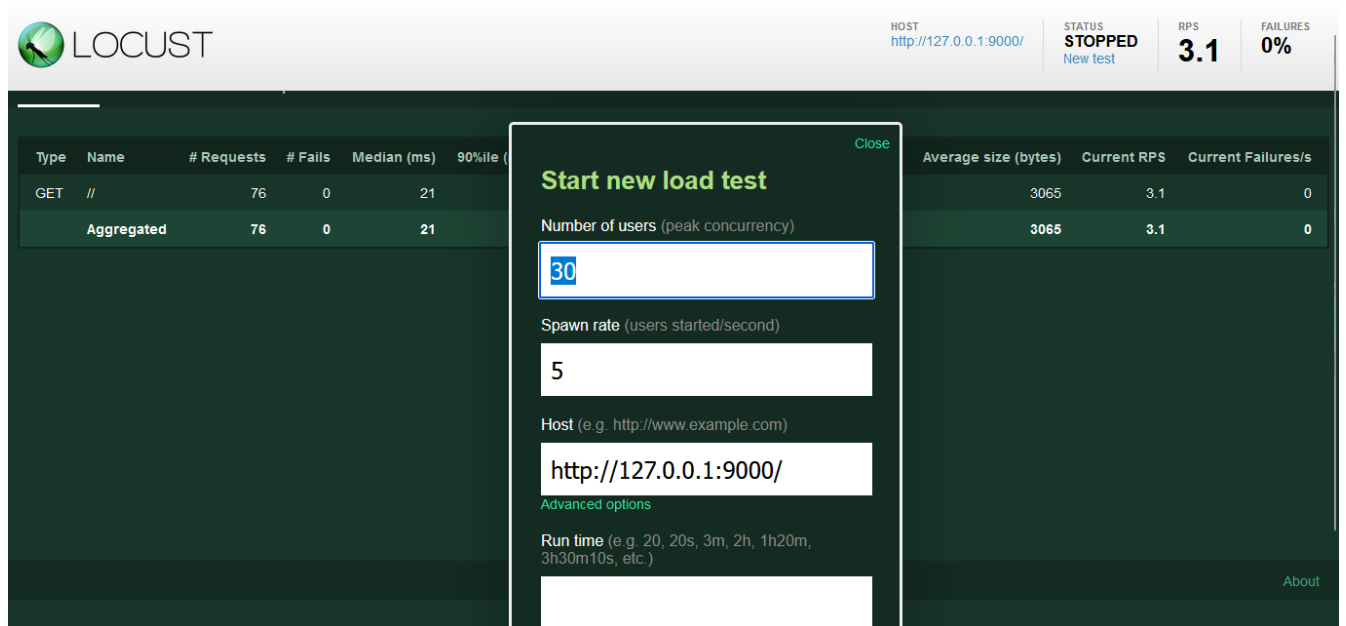 LOCUST
HOST
http://127.0.0.1:9000/
STATUS
STOPPED
New test
RPS
3.1
FAILURES
0%
Type Name # Requests # Fails Median (ms) 90%ile ( Average size (bytes) Current RPS Current Failures/s
GET // 76 0 21 3065 3.1 0
Aggregated 76 0 21 3065 3.1 0
Close
Start new load test
Number of users (peak concurrency)
30
Spawn rate (users started/second)
5
Host (e.g. http://www.example.com)
http://127.0.0.1:9000/
Advanced options
Run time (e.g. 20, 20s, 3m, 2h, 1h20m,
3h30m10s, etc.)
About